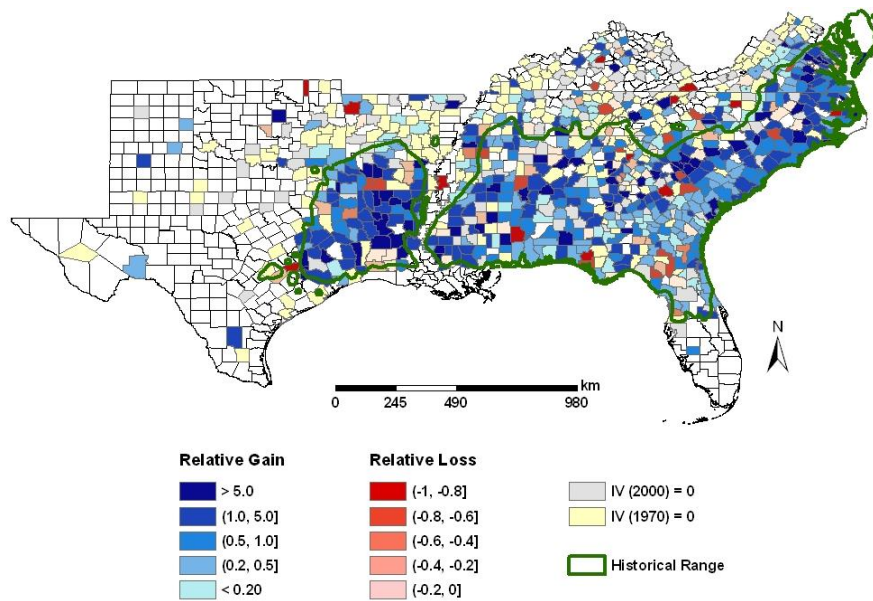 N
km
0 245 490 980
Relative Gain
> 5.0
(1.0, 5.0]
(0.5, 1.0]
(0.2, 0.5]
< 0.20
Relative Loss
(-1, -0.8]
(-0.8, -0.6]
(-0.6, -0.4]
(-0.4, -0.2]
(-0.2, 0]
IV (2000) = 0
IV (1970) = 0
Historical Range